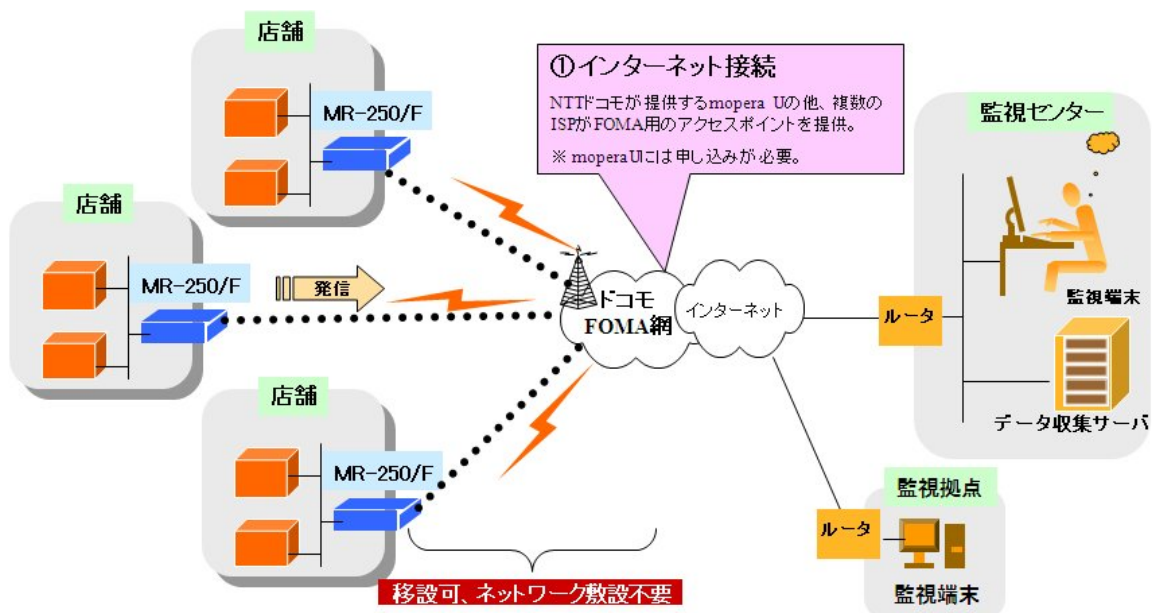 店舗
MR-250/F
店舗
MR-250/F
発信
店舗
MR-250/F
①インターネット接続
NTTドコモが提供するmopera Uの他、複数の
ISPがFOMA用のアクセスポイントを提供。
※ moperaUには申し込みが必要。
ドコモ
FOMA網
インターネット
監視センター
ルータ
監視端末
データ収集サーバ
監視拠点
ルータ
監視端末
移設可、ネットワーク敷設不要